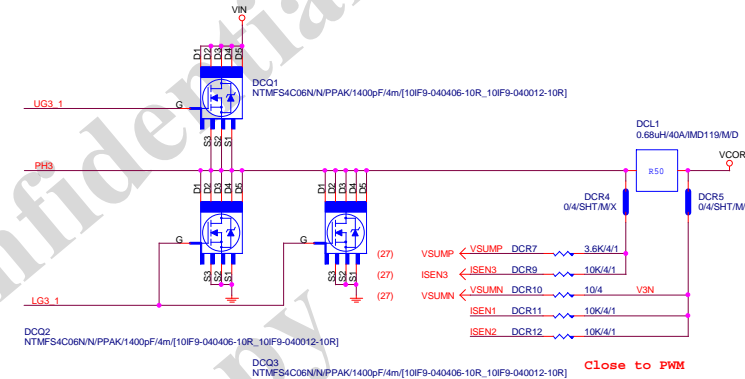 VIN
D1
D2
D3
D4
D5
DCQ1
NTMFS4C06N/N/PPAK/1400pF/4m/[10IF9-040406-10R_10IF9-040012-10R]
UG3_1
G
S3
S2
S1
DCL1
0.68uH/40A/IMD119/M/D
VCOR
PH3
R50
D1
D2
D3
D4
D5
D1
D2
D3
D4
D5
DCR4
0/4/SHT/M/X
DCR5
0/4/SHT/M/
G
G
(27)
VSUMP
VSUMP
DCR7
3.6K/4/1
S3
S2
S1
S3
S2
S1
(27)
ISEN3
ISEN3
DCR9
10K/4/1
LG3_1
(27)
VSUMN
VSUMN
DCR10
10/4
V3N
ISEN1
DCR11
10K/4/1
ISEN2
DCR12
10K/4/1
DCQ2
NTMFS4C06N/N/PPAK/1400pF/4m/[10IF9-040406-10R_10IF9-040012-10R]
DCQ3
NTMFS4C06N/N/PPAK/1400pF/4m/[10IF9-040406-10R_10IF9-040012-10R]
Close to PWM
nfidential
py